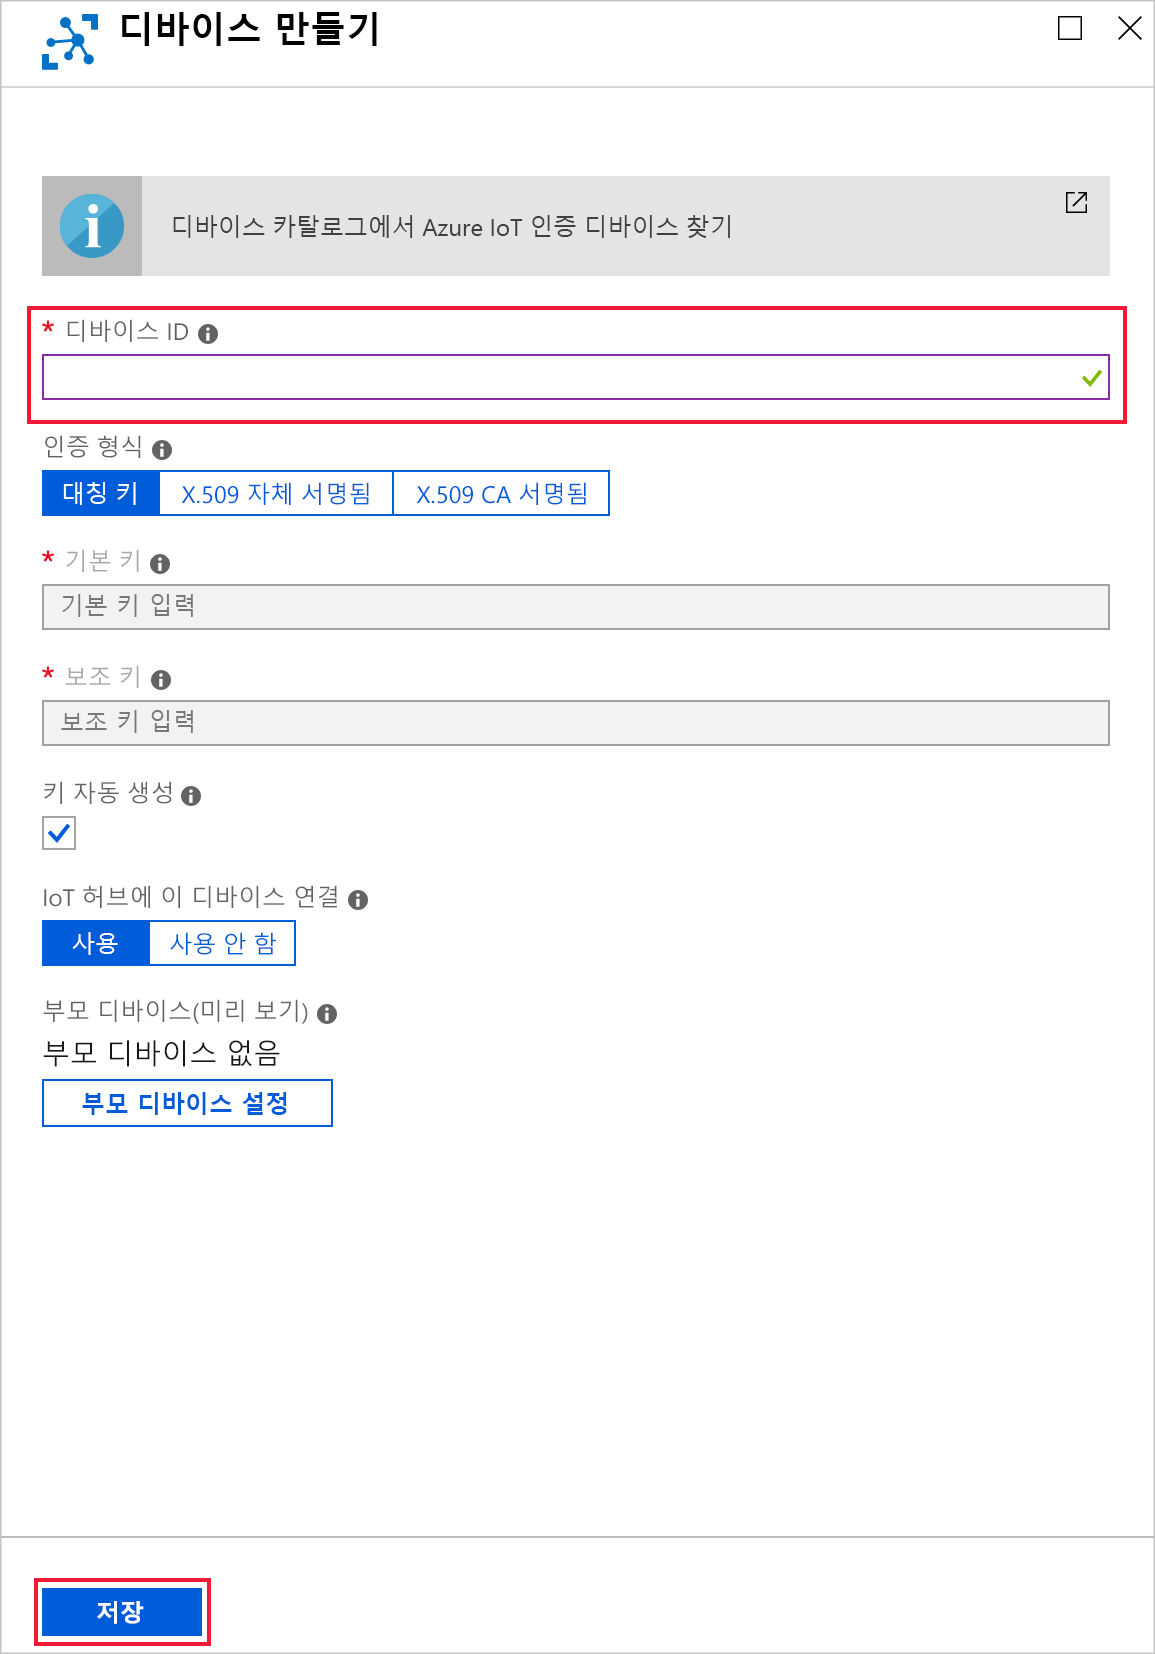 디바이스 만들기
디바이스 카탈로그에서 Azure IoT 인증 디바이스 찾기
* 디바이스 ID
인증 형식
대칭 키 X.509 자체 서명됨 X.509 CA 서명됨
* 기본 키
기본 키 입력
* 보조 키
보조 키 입력
키 자동 생성
IoT 허브에 이 디바이스 연결
사용 사용 안 함
부모 디바이스(미리 보기)
부모 디바이스 없음
부모 디바이스 설정
저장